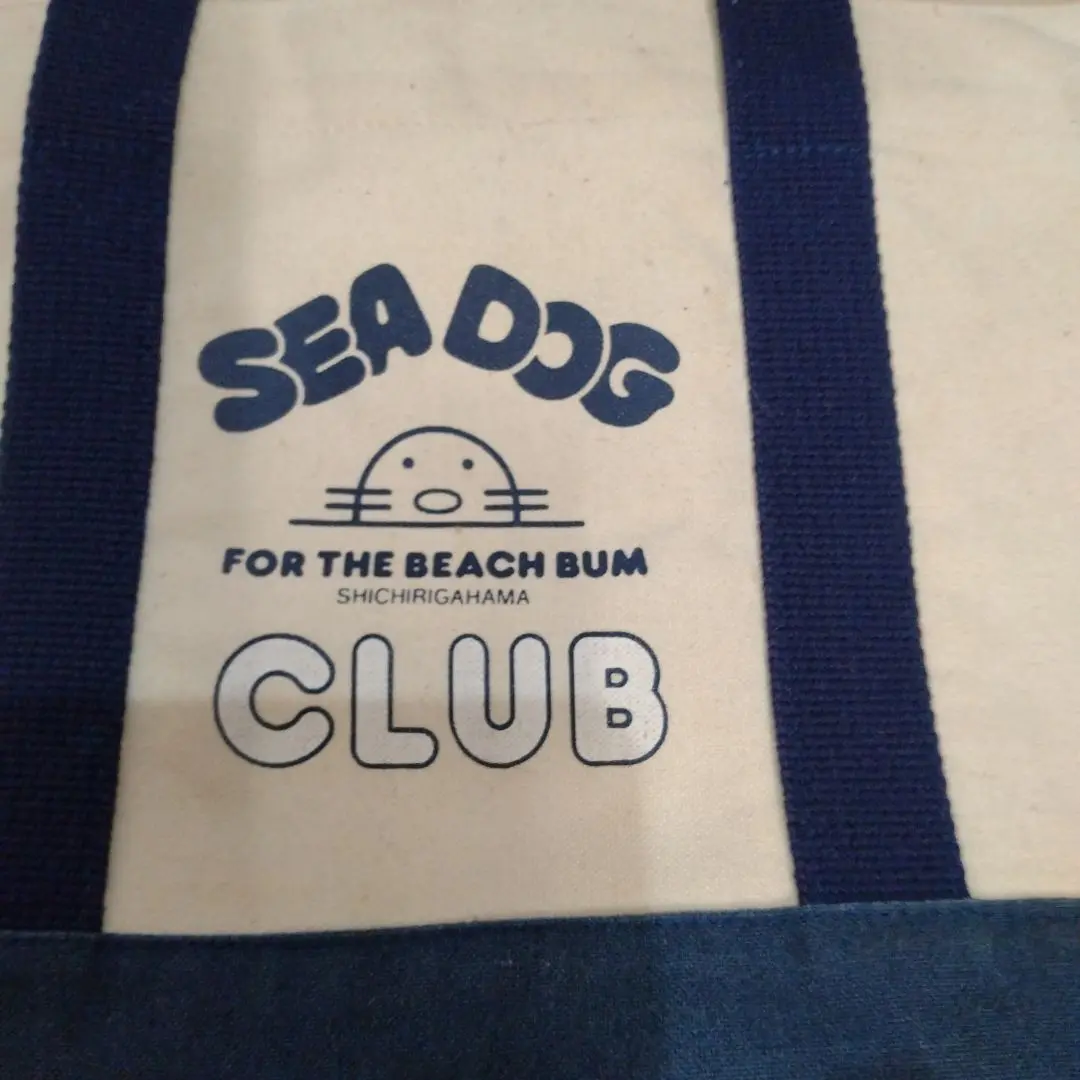 SEA DOG
FOR THE BEACH BUM
SHICHIRIGAHAMA
CLUB